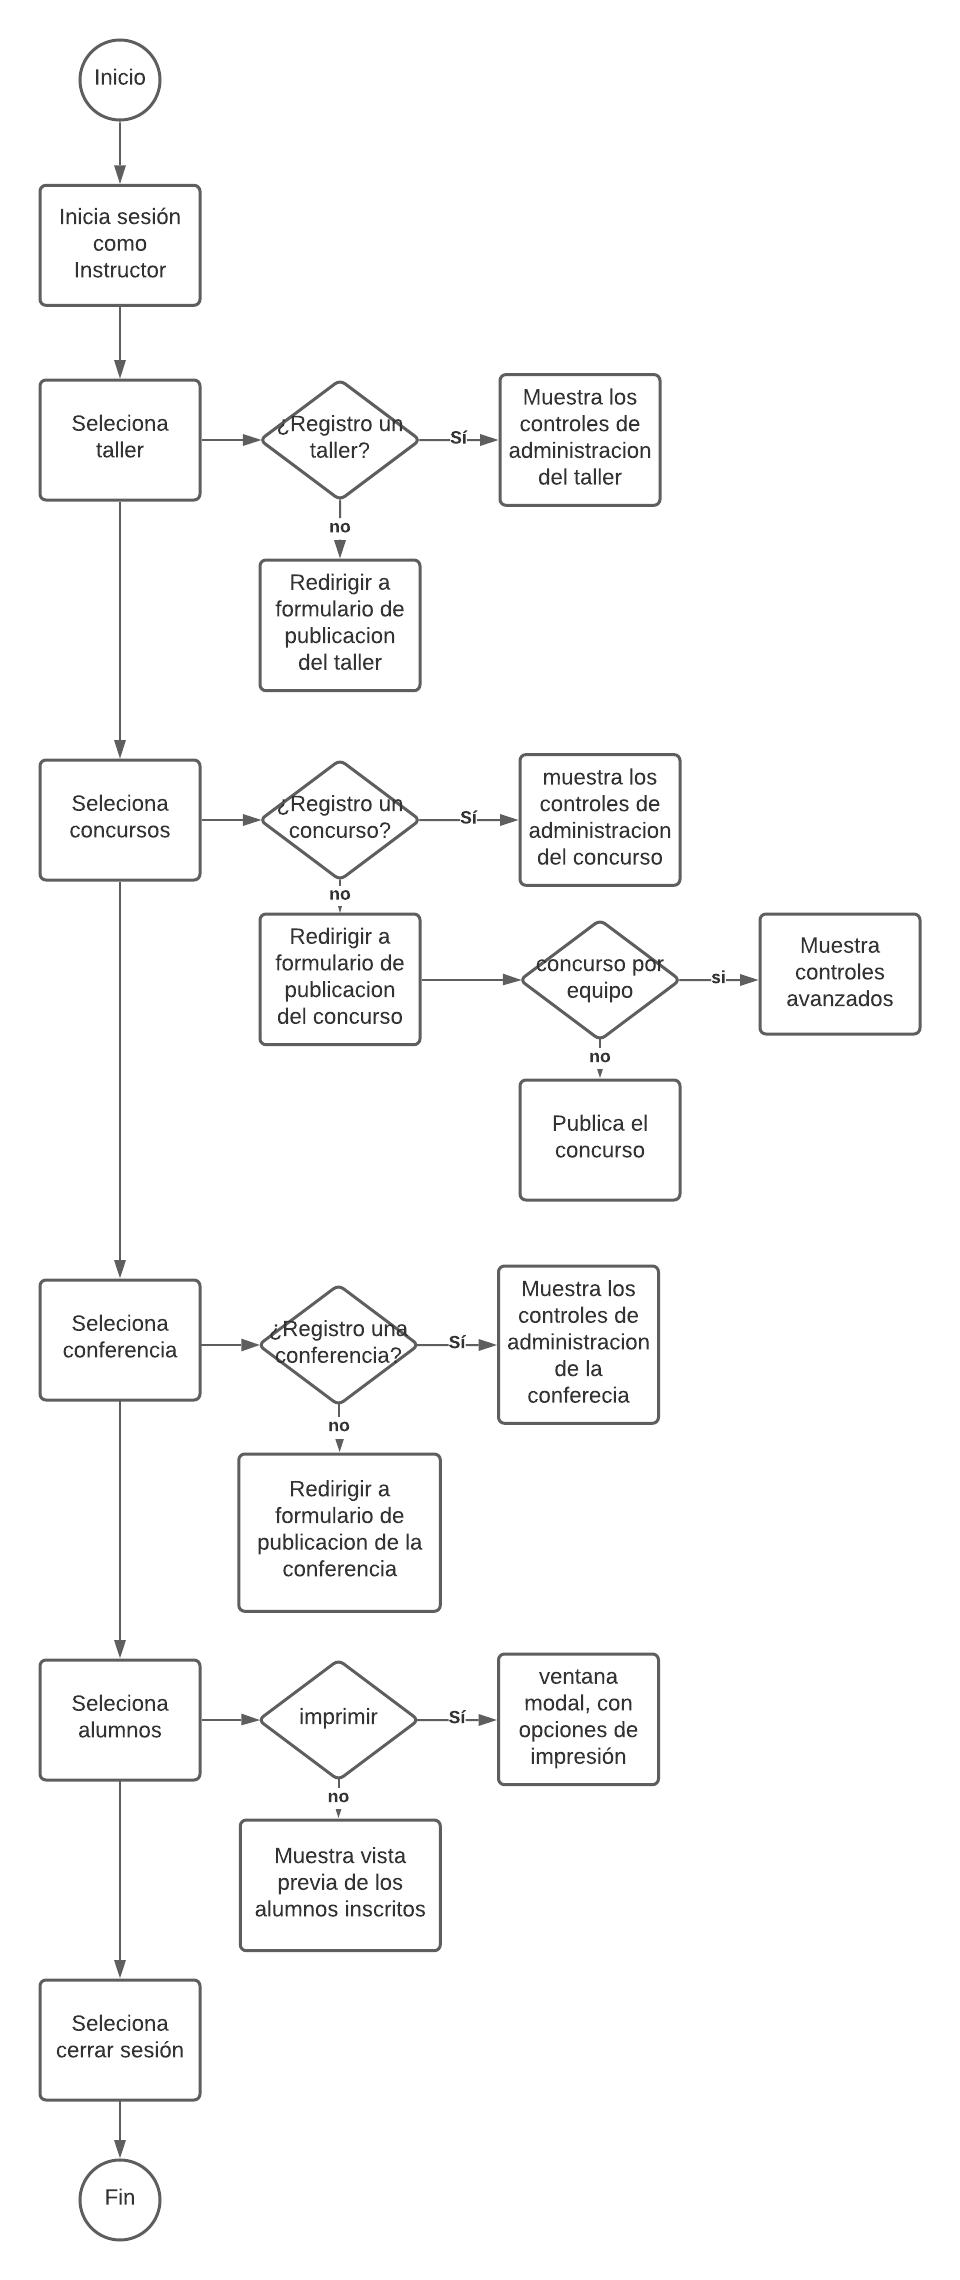 Inicio
Inicia sesión
como
Instructor
Seleciona
taller
¿Registro un
taller?
Sí
Muestra los
controles de
administracion
del taller
no
Redirigir a
formulario de
publicacion
del taller
Seleciona
concursos
¿Registro un
concurso?
Sí
muestra los
controles de
administracion
del concurso
no
Redirigir a
formulario de
publicacion
del concurso
concurso por
equipo
si
Muestra
controles
avanzados
no
Publica el
concurso
Seleciona
conferencia
¿Registro una
conferencia?
Sí
Muestra los
controles de
administracion
de la
conferecia
no
Redirigir a
formulario de
publicacion de la
conferencia
Seleciona
alumnos
imprimir
Sí
ventana
modal, con
opciones de
impresión
no
Muestra vista
previa de los
alumnos inscritos
Seleciona
cerrar sesión
Fin